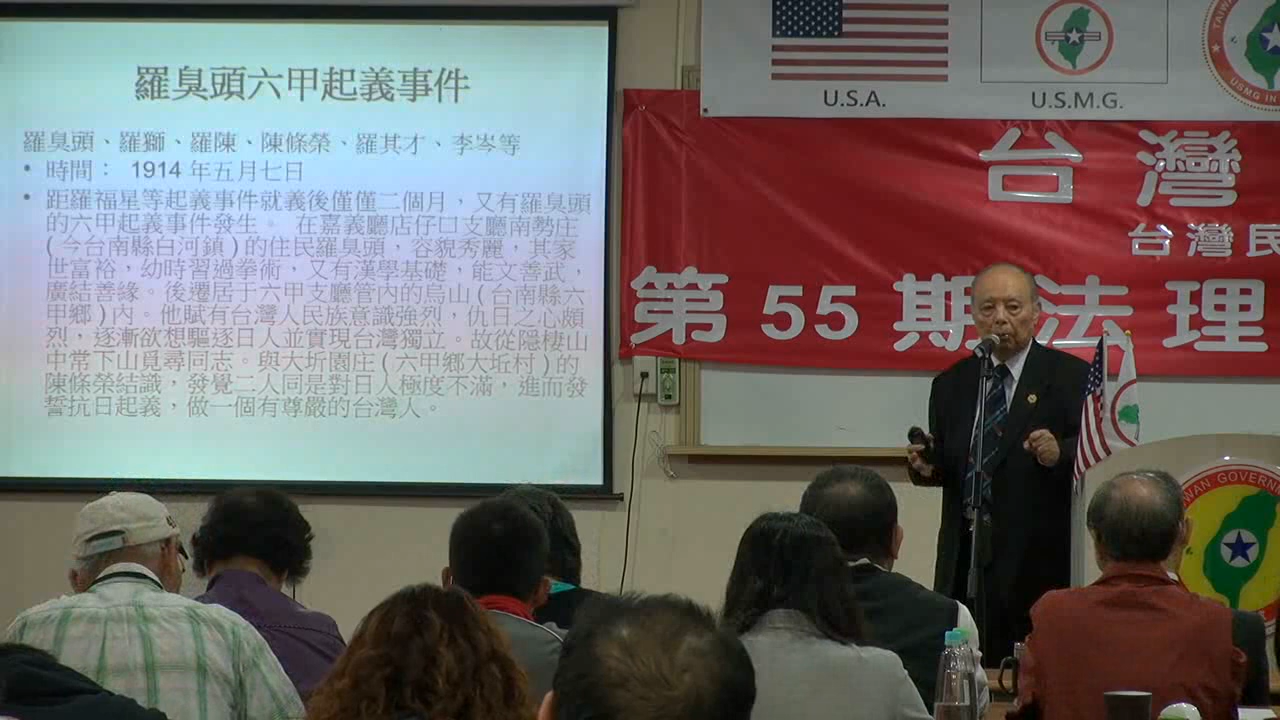 羅臭頭六甲起義事件
羅臭頭、羅獅、羅陳、陳條榮、羅其才、李岑等
• 時間： 1914 年五月七日
• 距羅福星等起義事件就義後僅僅二個月，又有羅臭頭
的六甲起義事件發生。 在嘉義廳店仔口支廳南勢庄
( 今台南縣白河鎮 ) 的住民羅臭頭，容貌秀麗，其家
世富裕，幼時習過拳術，又有漢學基礎，能文善武，
廣結善緣。後遷居于六甲支廳管內的烏山 ( 台南縣六
甲鄉 ) 內。他賦有台灣人民族意識強烈，仇日之心頗
烈，逐漸欲想驅逐日人並實現台灣獨立。故從隱棲山
中常下山覓尋同志。與大圻園庄 ( 六甲鄉大坵村 ) 的
陳條榮結識，發覺二人同是對日人極度不滿，進而發
誓抗日起義，做一個有尊嚴的台灣人。
U.S.A.
U.S.M.G.
TAIWAN
USMG IN
台灣
台灣民
第 55 期法理
WAN GOVERN